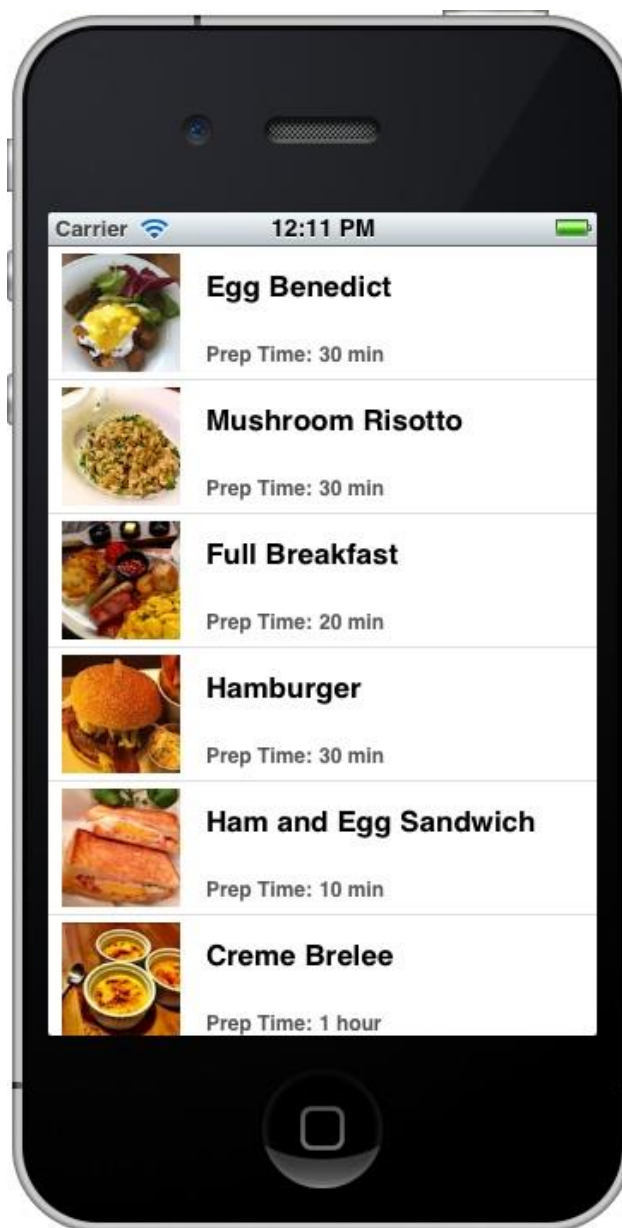 Carrier 12:11 PM
Egg Benedict
Prep Time: 30 min
Mushroom Risotto
Prep Time: 30 min
Full Breakfast
Prep Time: 20 min
Hamburger
Prep Time: 30 min
Ham and Egg Sandwich
Prep Time: 10 min
Creme Brelee
Prep Time: 1 hour